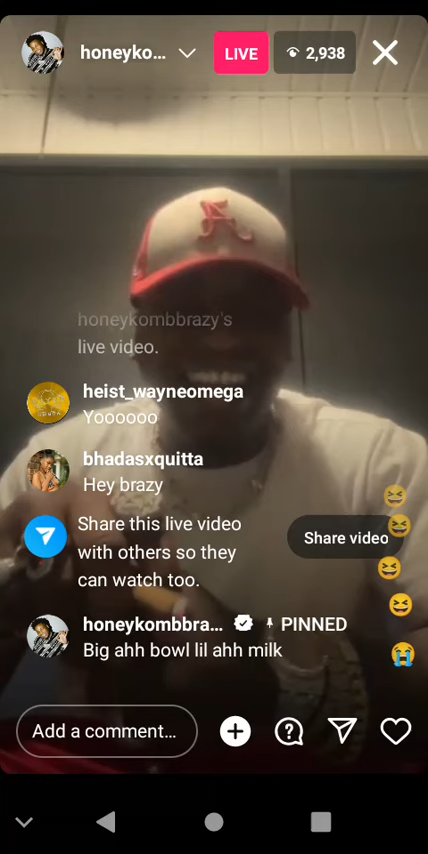 honeyko...
LIVE
2,938
honeykombbrazy's
live video.
heist_wayneomega
Yoooooo
bhadasxquitta
Hey brazy
Share this live video
with others so they
can watch too.
Share video
honeykombbra... PINNED
Big ahh bowl lil ahh milk
Add a comment...